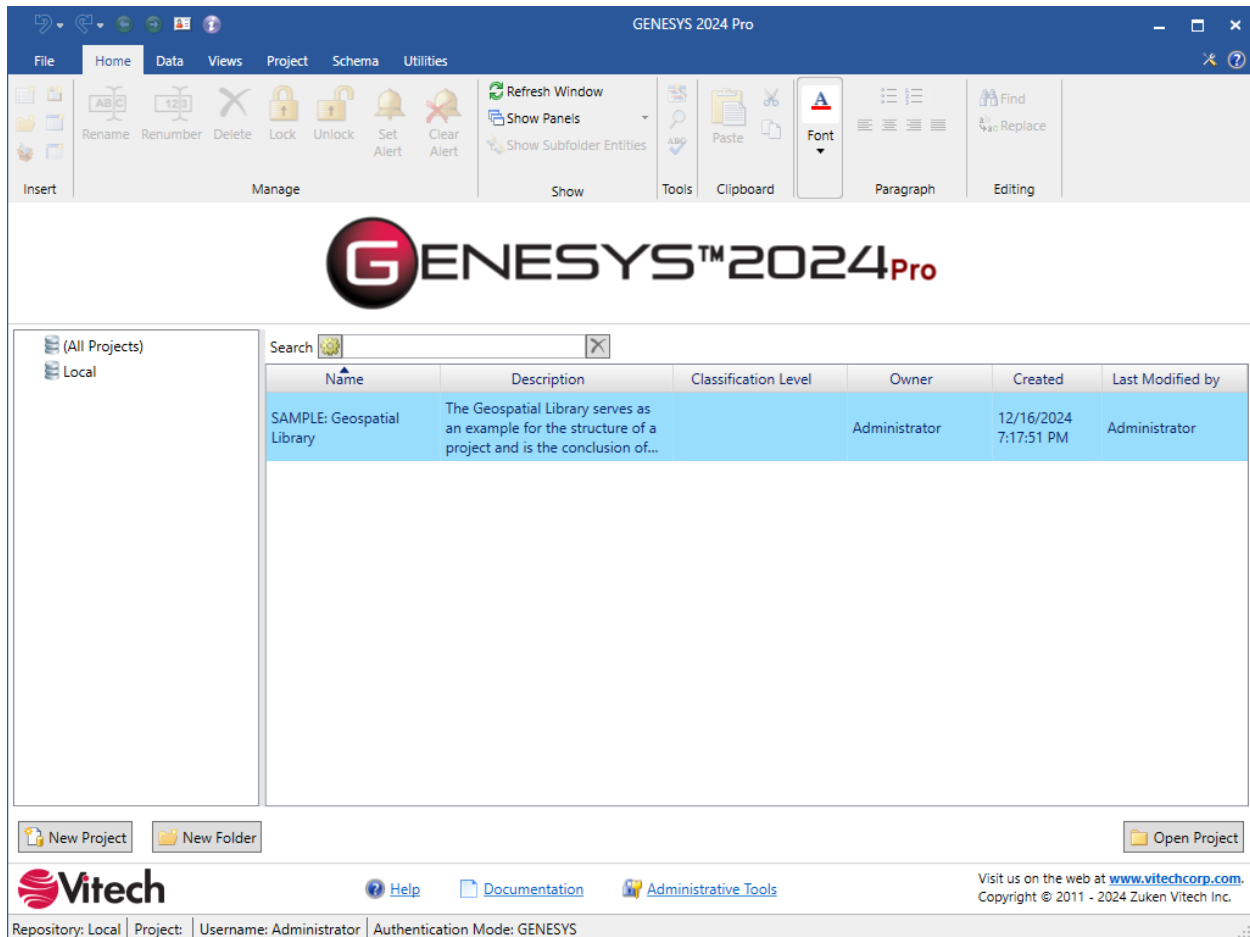 GENESYS 2024 Pro
File Home Data Views Project Schema Utilities
Rename Renumber Delete Lock Unlock Set Alert Clear Alert
Refresh Window
Show Panels
Show Subfolder Entities
Paste
Font
Find
Replace
Insert Manage Show Tools Clipboard Paragraph Editing
GENESYS™2024Pro
(All Projects)
Local
Search
Name Description Classification Level Owner Created Last Modified by
SAMPLE: Geospatial
Library
The Geospatial Library serves as
an example for the structure of a
project and is the conclusion of...
Administrator
12/16/2024
7:17:51 PM
Administrator
New Project New Folder Open Project
Vitech
Help Documentation Administrative Tools
Visit us on the web at www.vitechcorp.com.
Copyright © 2011 - 2024 Zuken Vitech Inc.
Repository: Local Project: Username: Administrator Authentication Mode: GENESYS